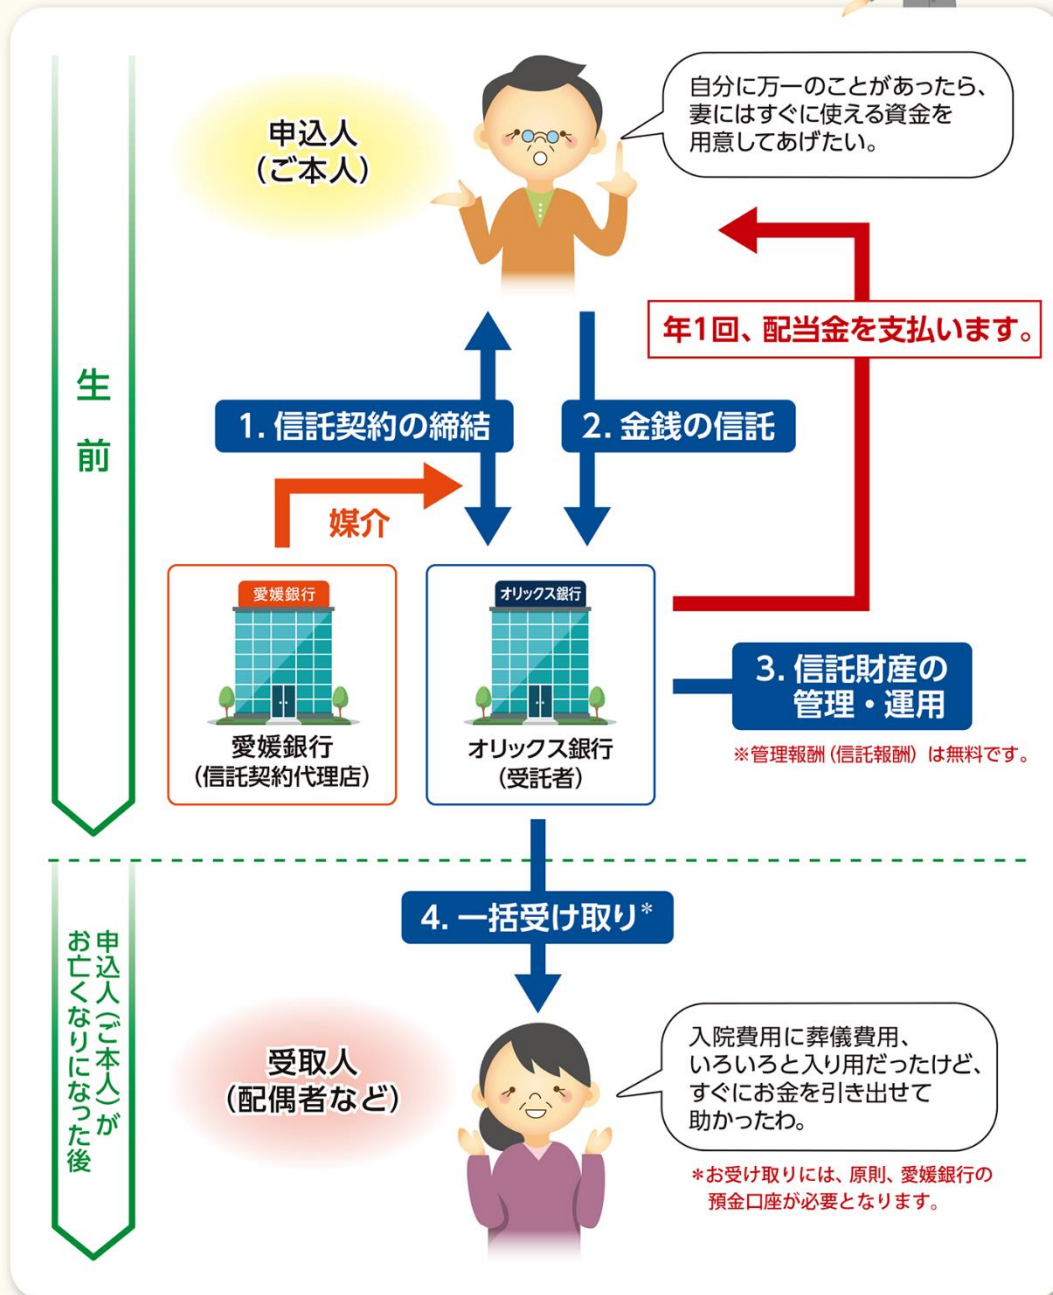 生前
申込人
(ご本人)
自分に万一のことがあったら、
妻にはすぐに使える資金を
用意してあげたい。
年1回、配当金を支払います。
1. 信託契約の締結
2. 金銭の信託
媒介
愛媛銀行
愛媛銀行
(信託契約代理店)
オリックス銀行
オリックス銀行
(受託者)
3. 信託財産の
管理・運用
※管理報酬(信託報酬)は無料です。
4. 一括受け取り*
申込人(ご本人)が
お亡くなりになった後
受取人
(配偶者など)
入院費用に葬儀費用、
いろいろと入り用だったけど、
すぐにお金を引き出せて
助かったわ。
*お受け取りには、原則、愛媛銀行の
預金口座が必要となります。